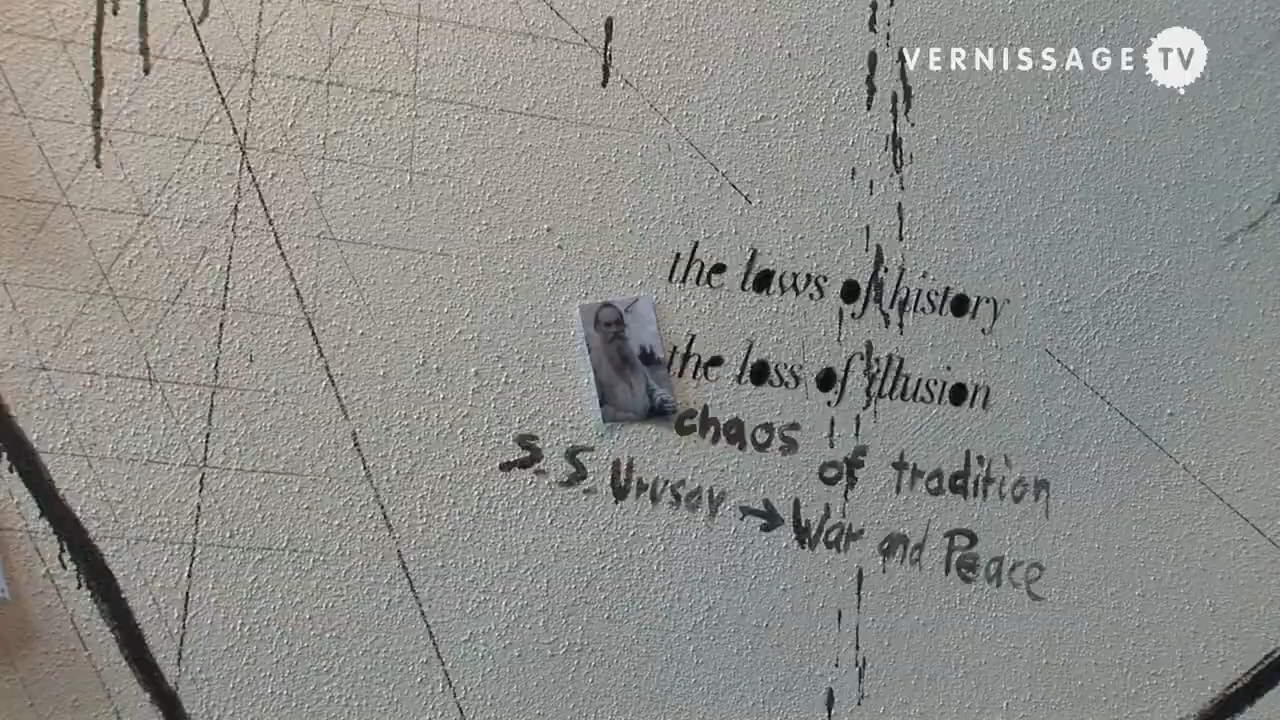 VERNISSAGE TV
the laws of history
the loss of illusion
chaos of tradition
S. S. Urusov → War and Peace